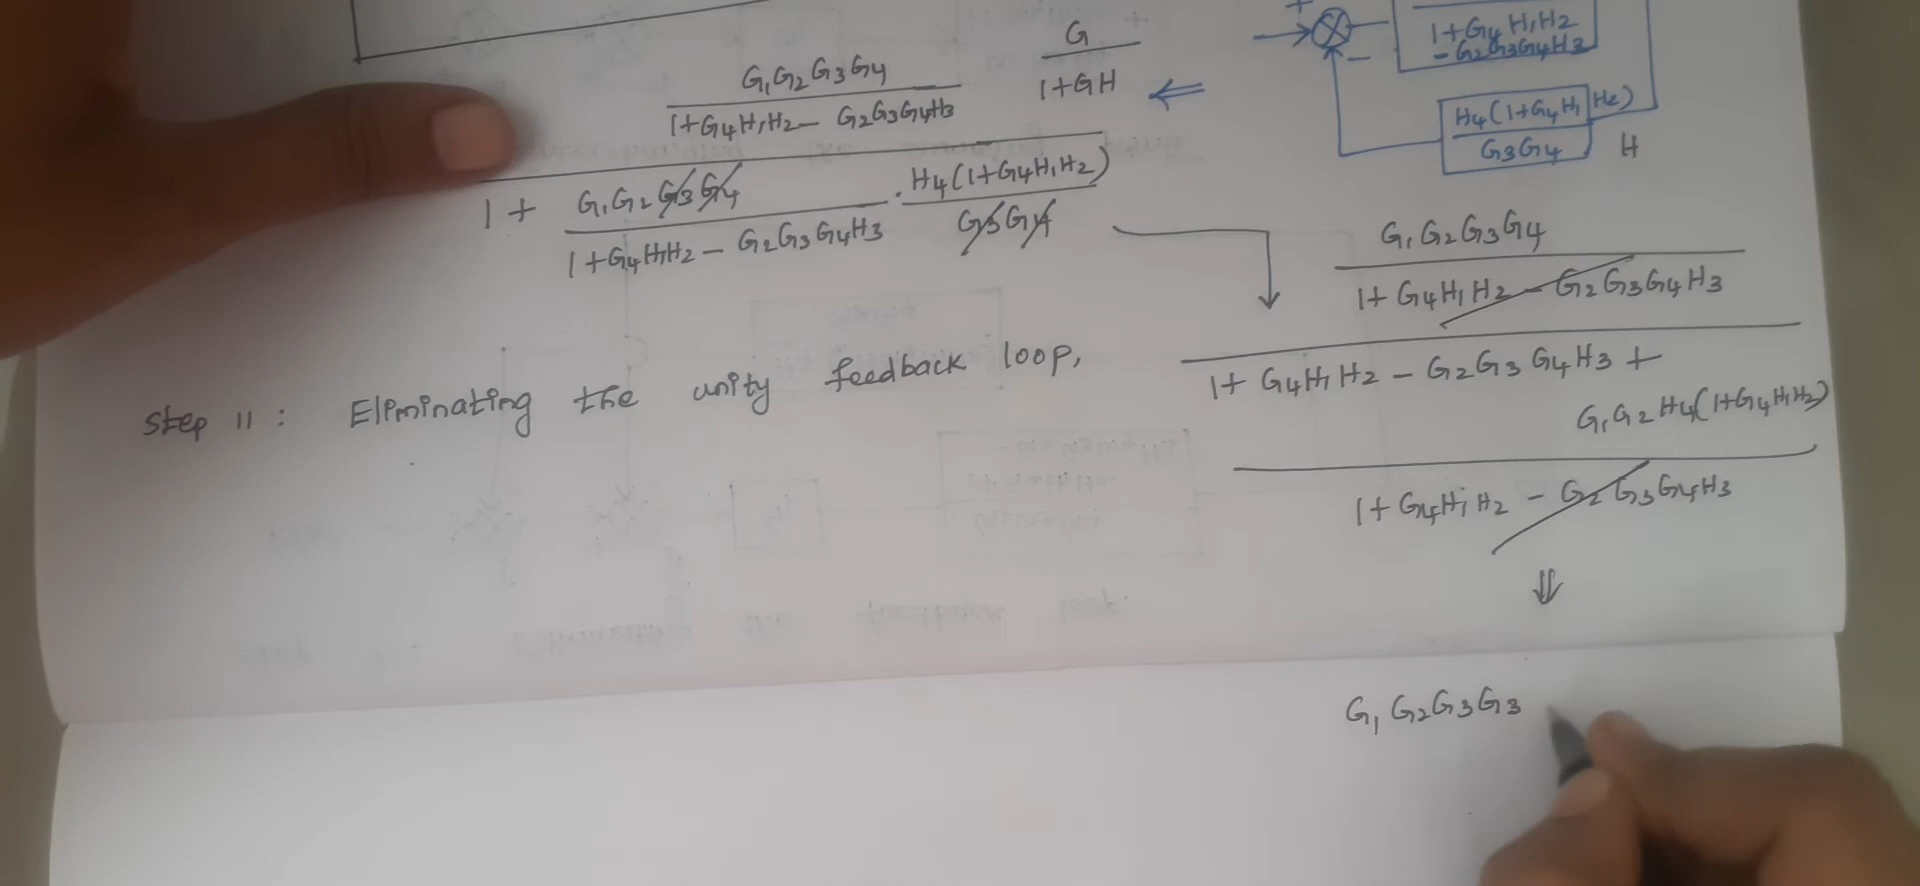 G1G2G3G4
1+G4H1H2 - G2G3G4H3
G
1+GH
1+ G1G2G3G4
1+G4H1H2 - G2G3G4H3
. H4(1+G4H1H2)
G3G4
+
-
1+G4H1H2
- G2G3G4H3
H4(1+G4H1H2)
G3G4
H
G1G2G3G4
1+ G4H1H2 - G2G3G4H3
1+ G4H1H2 - G2G3G4H3 +
G1G2H4(1+G4H1H2)
1+ G4H1H2 - G2G3G4H3
Step 11 : Eliminating the unity feedback loop,
G1G2G3G3